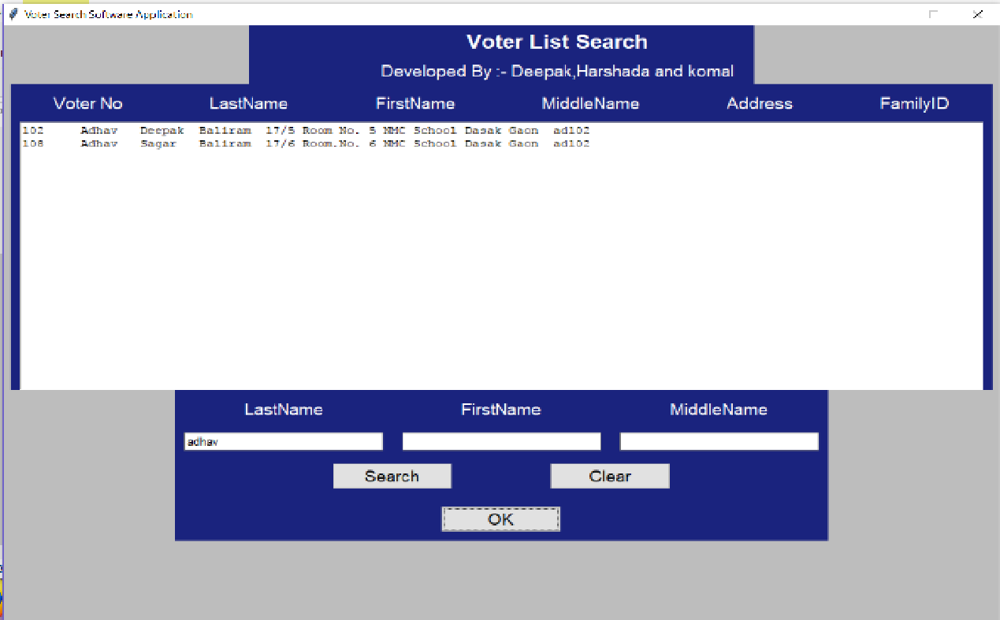 Voter Search Software Application
Voter List Search
Developed By :- Deepak,Harshada and komal
Voter No LastName FirstName MiddleName Address FamilyID
102 Adhav Deepak Baliram 17/5 Room No. 5 NMC School Dasak Gaon ad102
108 Adhav Sagar Baliram 17/6 Room.No. 6 NMC School Dasak Gaon ad102
LastName FirstName MiddleName
adhav
Search Clear
OK